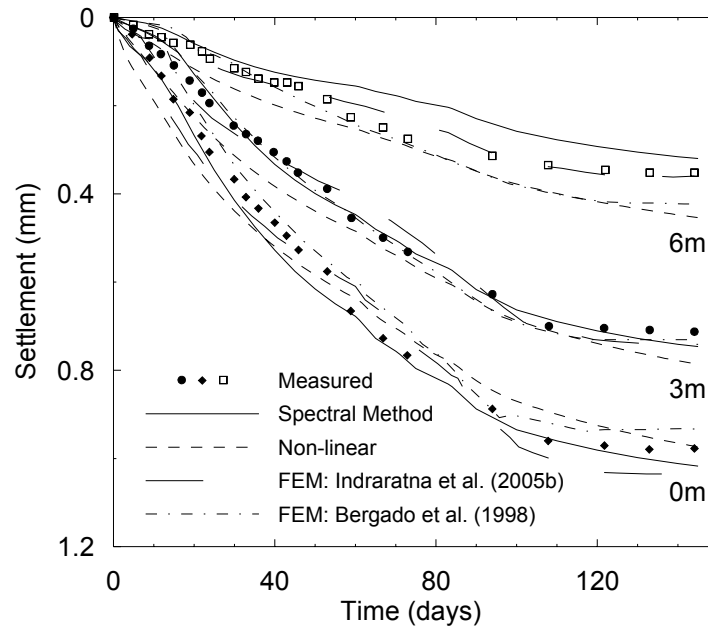 0
0.4
0.8
1.2
Settlement (mm)
6m
3m
0m
Measured
Spectral Method
Non-linear
FEM: Indraratna et al. (2005b)
FEM: Bergado et al. (1998)
0
40
80
120
Time (days)